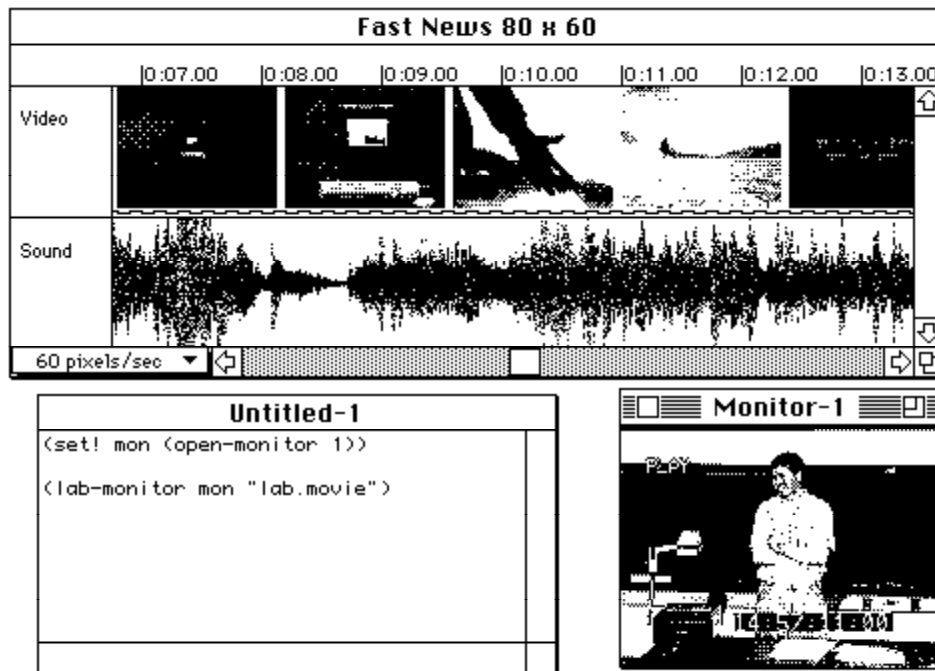 Fast News 80 x 60
0:07.00 0:08.00 0:09.00 0:10.00 0:11.00 0:12.00 0:13.00
Video
Sound
60 pixels/sec
Untitled-1
(set! mon (open-monitor 1))
(lab-monitor mon "lab.movie")
Monitor-1
PLAY